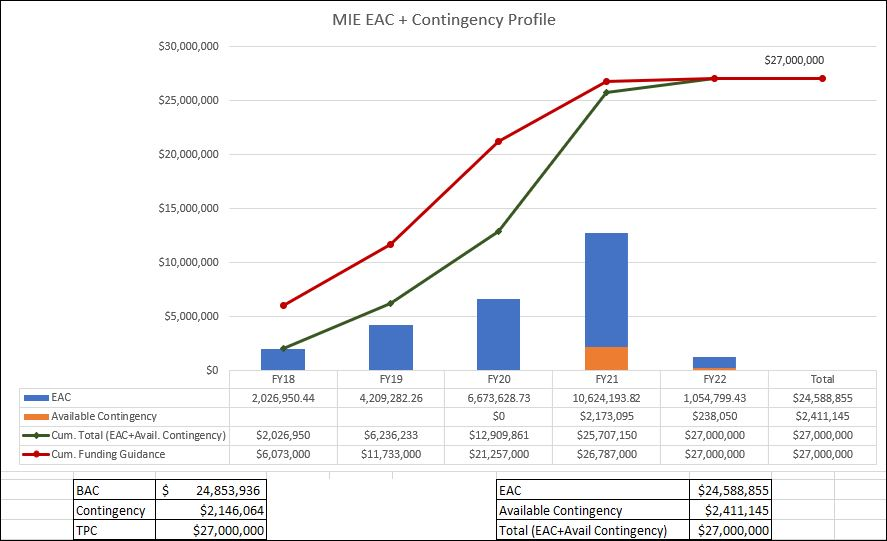 MIE EAC + Contingency Profile
$30,000,000
$27,000,000
$25,000,000
$20,000,000
$15,000,000
$10,000,000
$5,000,000
$0
FY18 FY19 FY20 FY21 FY22 Total
EAC 2,026,950.44 4,209,282.26 6,673,628.73 10,624,193.82 1,054,799.43 $24,588,855
Available Contingency $0 $2,173,095 $238,050 $2,411,145
Cum. Total (EAC+Avail. Contingency) $2,026,950 $6,236,233 $12,909,861 $25,707,150 $27,000,000 $27,000,000
Cum. Funding Guidance $6,073,000 $11,733,000 $21,257,000 $26,787,000 $27,000,000 $27,000,000
BAC $ 24,853,936
Contingency $2,146,064
TPC $27,000,000
EAC $24,588,855
Available Contingency $2,411,145
Total (EAC+Avail Contingency) $27,000,000